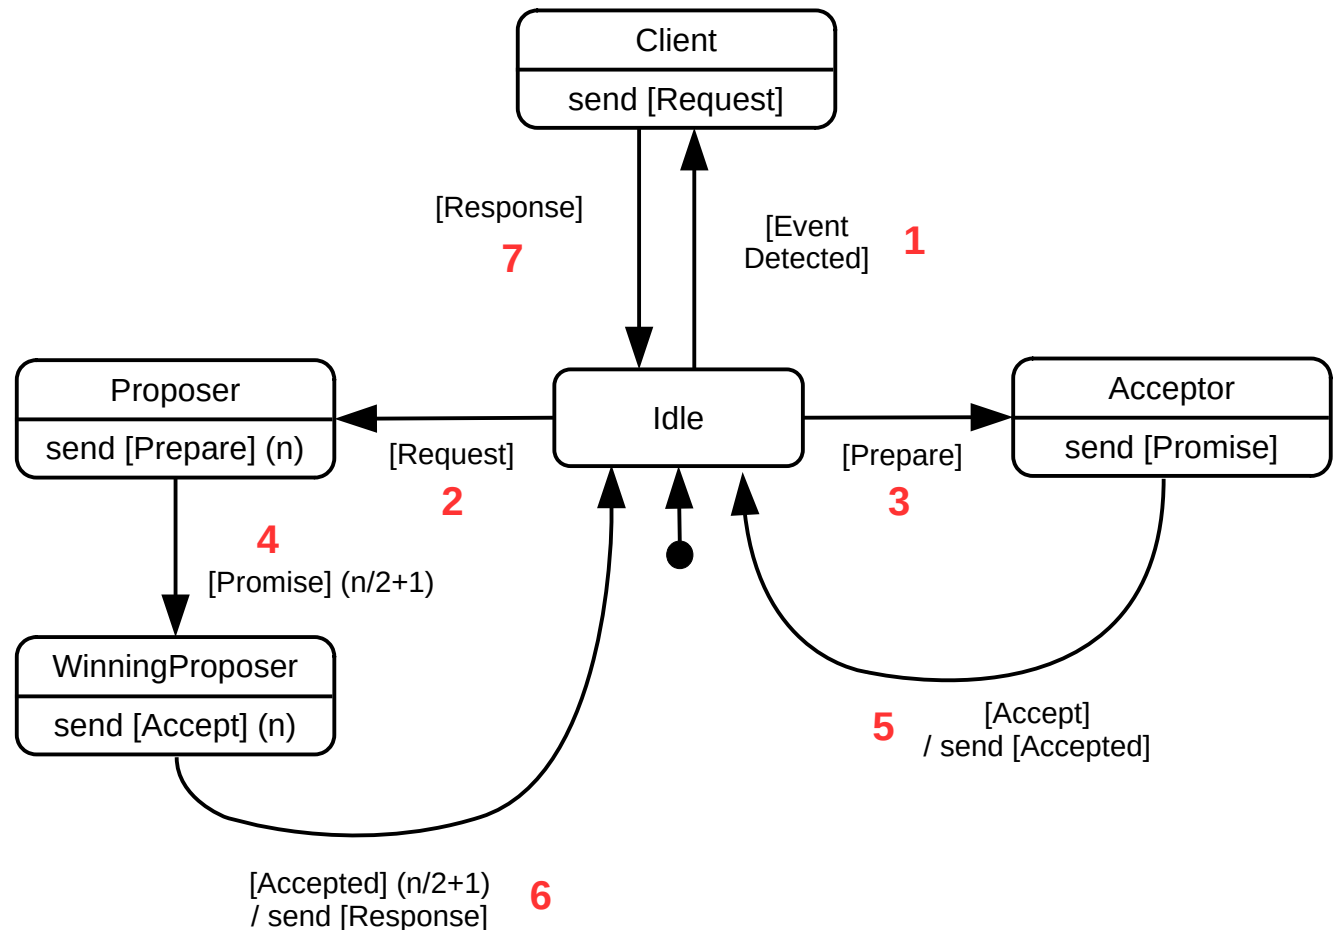 Client
send [Request]
[Response]
7
[Event
Detected]
1
Proposer
send [Prepare] (n)
[Request]
2
Idle
[Prepare]
3
Acceptor
send [Promise]
4
[Promise] (n/2+1)
WinningProposer
send [Accept] (n)
5
[Accept]
/ send [Accepted]
[Accepted] (n/2+1)
/ send [Response]
6